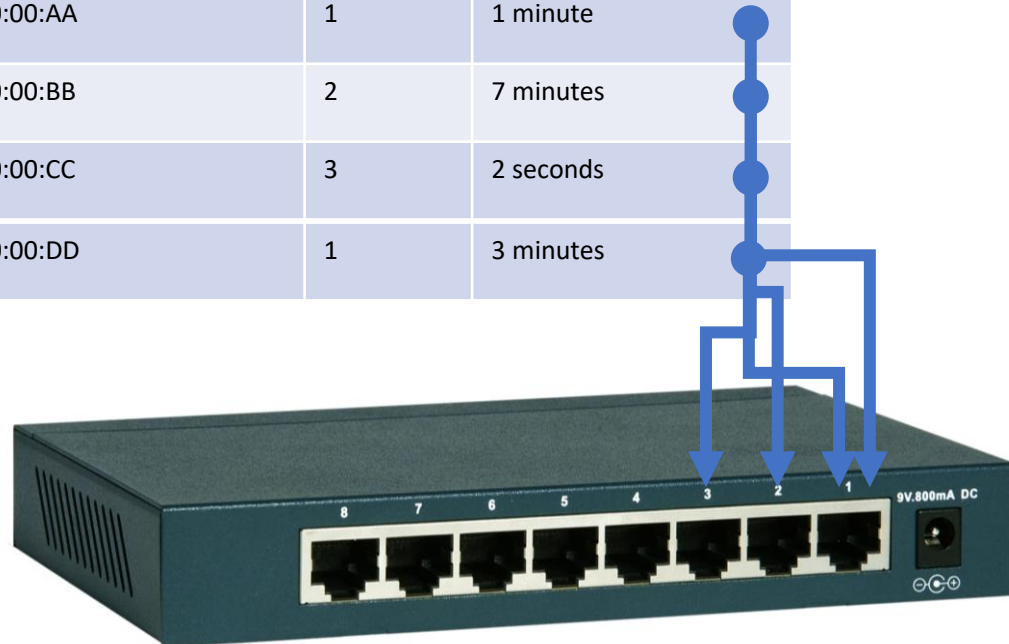 :00:AA 1 1 minute
:00:BB 2 7 minutes
:00:CC 3 2 seconds
:00:DD 1 3 minutes
8 7 6 5 4 3 2 1 9V.800mA DC